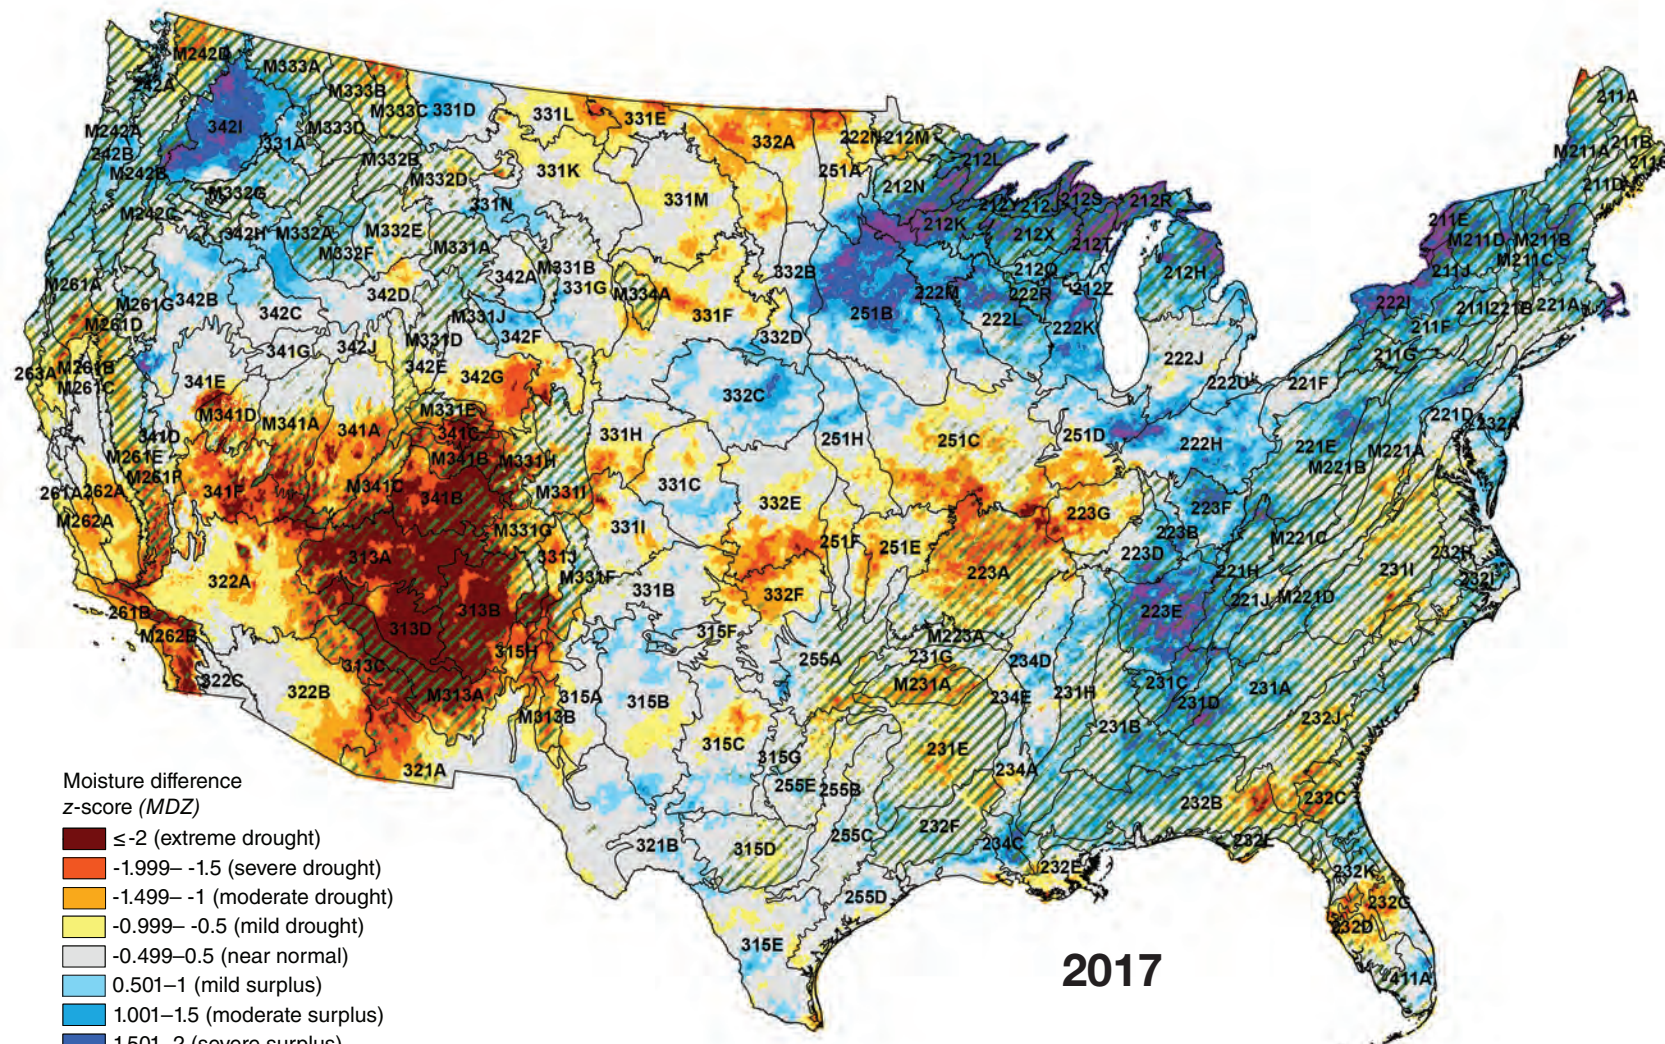 M242D
M333A
242A
M333B
M333C
331D
331L
331E
332A
222N
212M
211A
342I
M242A
331A
M333D
242B
M242B
M332B
M332D
331K
251A
212L
212N
M211A
211B
211D
M332G
M242C
331N
331M
212Y
212J
212S
212R
212K
212X
212T
211E
M211D
M211B
M211C
342H
M332A
M332E
M332F
M331A
M331B
342A
331G
M334A
332B
212Q
212Z
212H
211J
M261A
M261G
342B
342D
342C
M331J
331F
251B
222M
222R
222L
222K
222I
211I
221B
221A
211F
M261D
341G
342J
M331D
342F
332D
222J
211G
263A
M261B
M261C
342E
342G
341E
332C
222U
221F
M341D
M341A
341A
M331E
341C
331H
251H
251C
251D
222H
221E
221D
232A
341D
M261E
M261F
M341B
M331H
M221B
M221A
261A
262A
341F
M341C
341B
M331I
331C
332E
223G
223F
M262A
M331G
331I
251F
251E
223B
M221C
313A
331J
M331F
223D
232H
322A
331B
332F
223A
221H
231I
232I
261B
M262B
313B
313D
223E
221J
M221D
315H
315F
M223A
313C
322C
322B
M313A
315A
315B
255A
231G
M231A
234D
234E
231H
231C
231D
231A
M313B
231B
232J
315C
315G
231E
321A
234A
255E
255B
232B
232C
Moisture difference
z-score (MDZ)
≤ -2 (extreme drought)
-1.999– -1.5 (severe drought)
-1.499– -1 (moderate drought)
-0.999– -0.5 (mild drought)
-0.499–0.5 (near normal)
0.501–1 (mild surplus)
1.001–1.5 (moderate surplus)
1.501–2 (severe surplus)
321B
315D
255C
232F
234C
232E
232L
232K
232G
232D
255D
315E
411A
2017